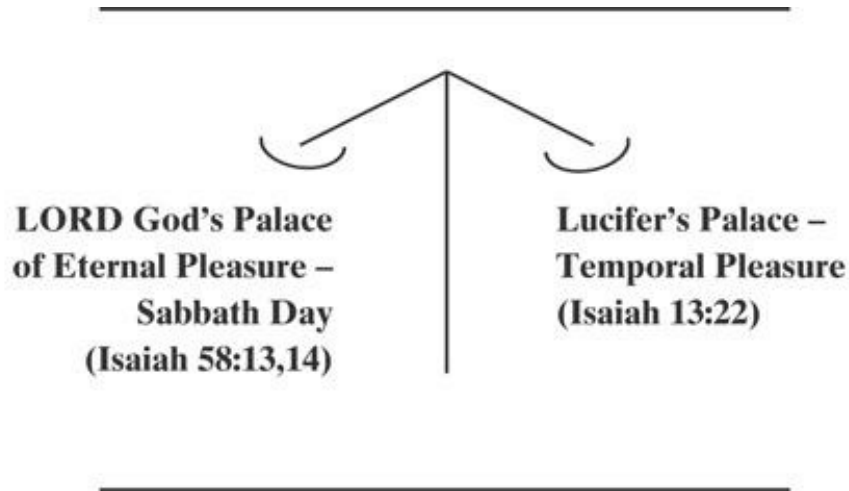 LORD God’s Palace
of Eternal Pleasure –
Sabbath Day
(Isaiah 58:13,14)
Lucifer’s Palace –
Temporal Pleasure
(Isaiah 13:22)